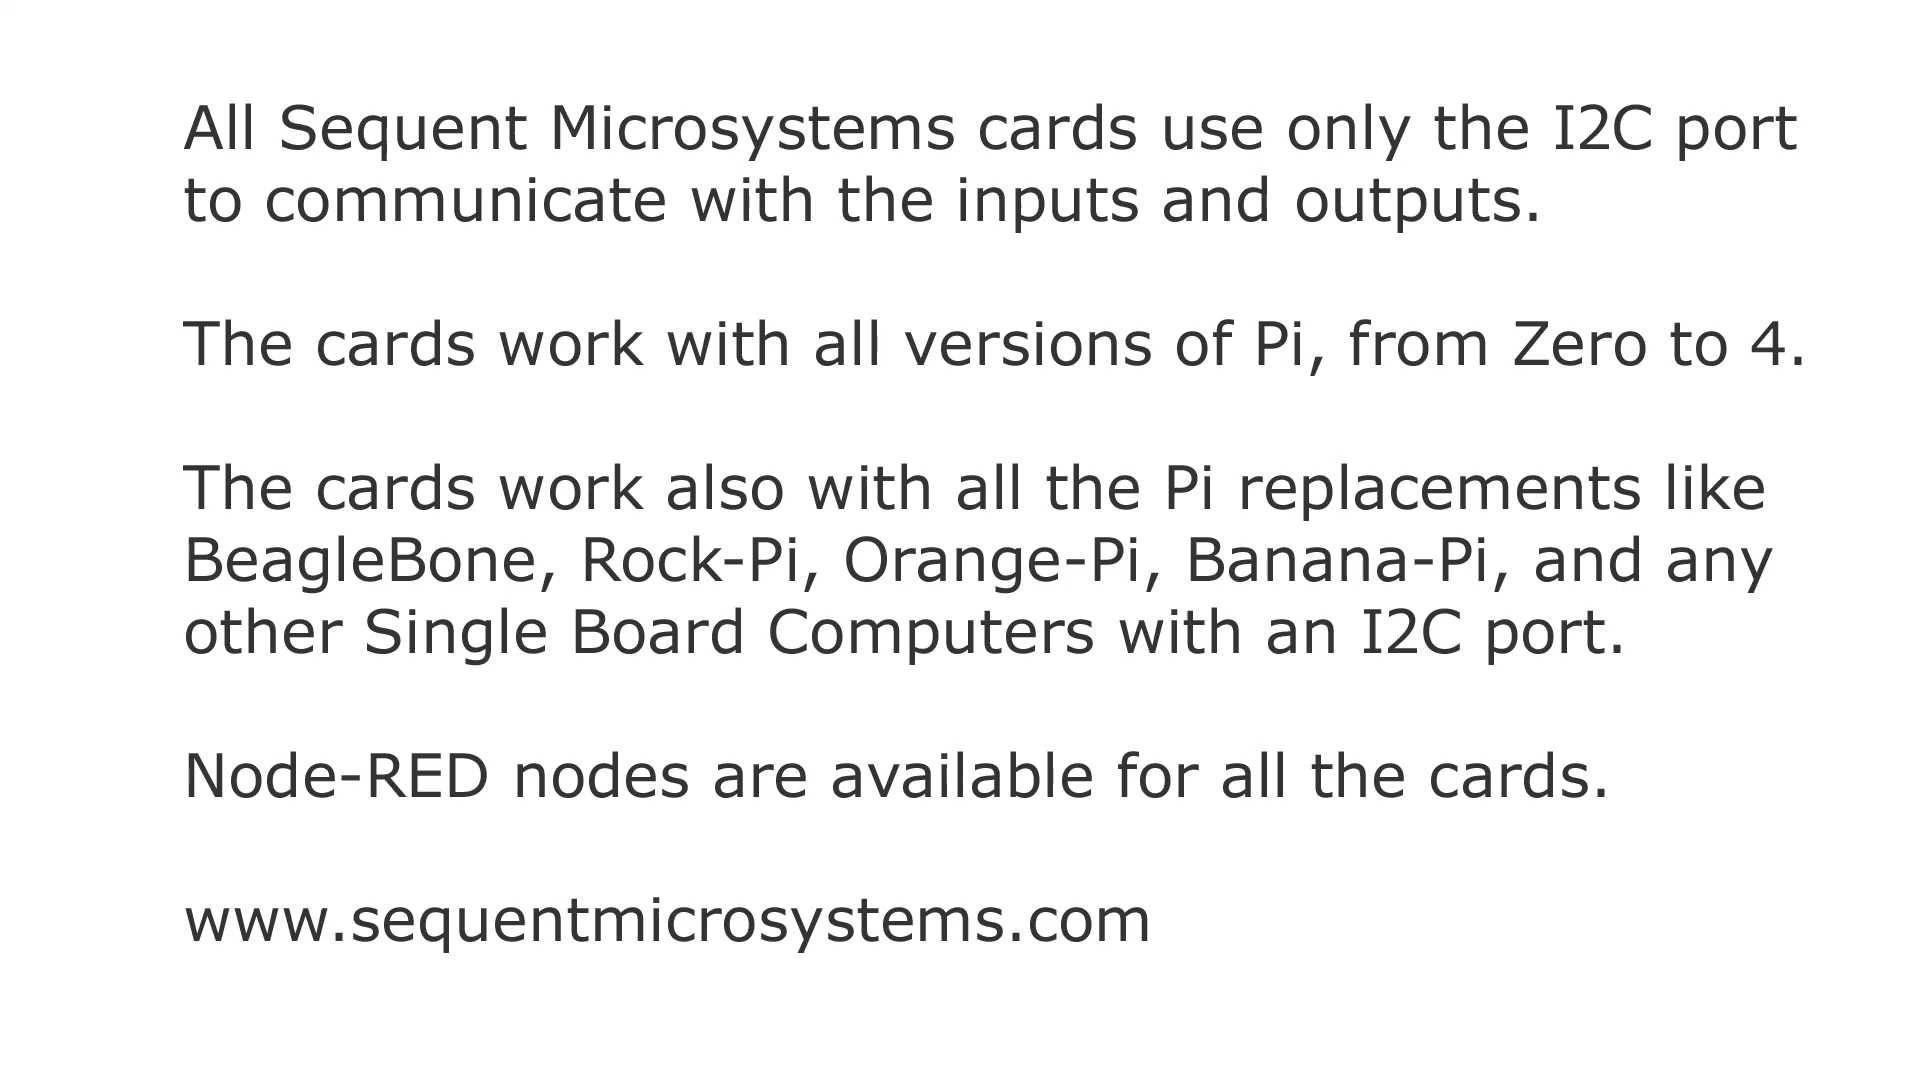 All Sequent Microsystems cards use only the I2C port
to communicate with the inputs and outputs.
The cards work with all versions of Pi, from Zero to 4.
The cards work also with all the Pi replacements like
BeagleBone, Rock-Pi, Orange-Pi, Banana-Pi, and any
other Single Board Computers with an I2C port.
Node-RED nodes are available for all the cards.
www.sequentmicrosystems.com